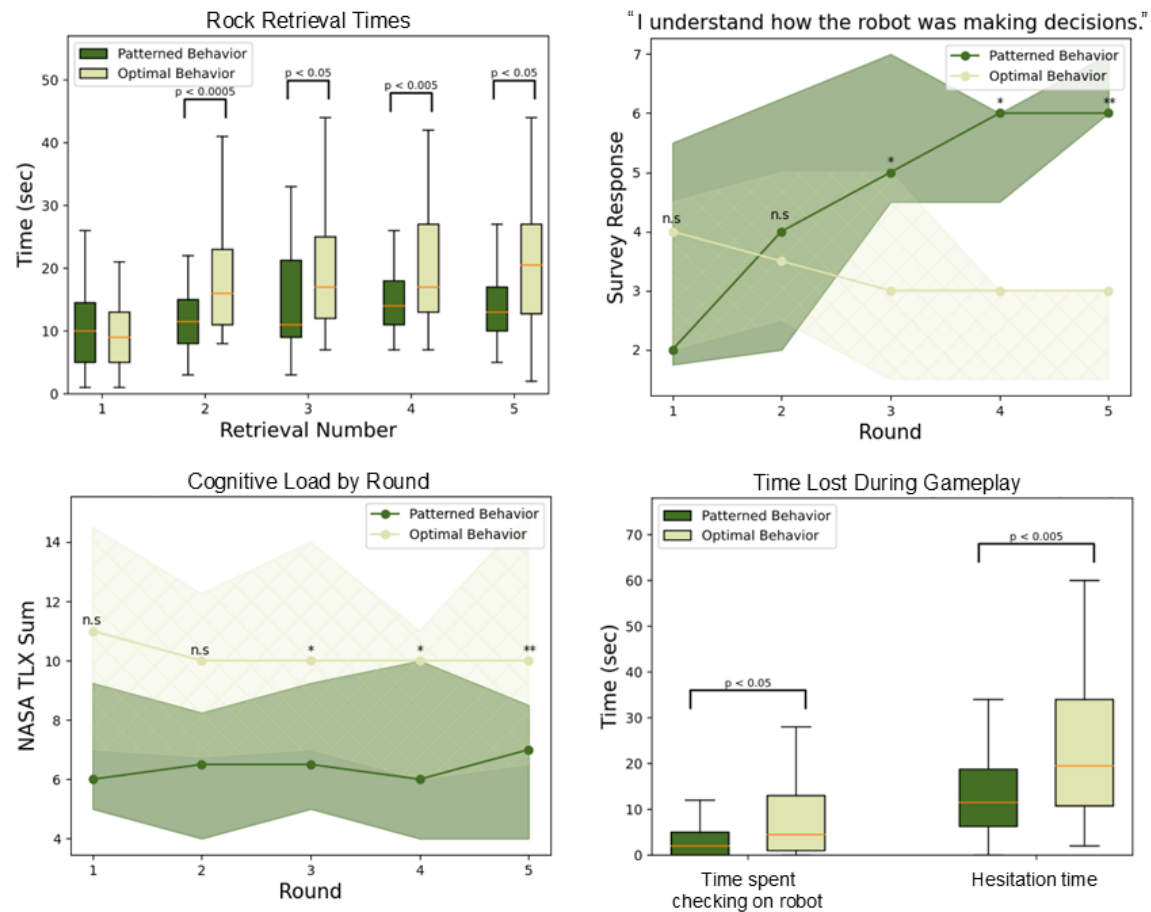 Rock Retrieval Times
Patterned Behavior
Optimal Behavior
p < 0.0005
p < 0.05
p < 0.005
p < 0.05
50
40
30
20
10
0
Time (sec)
1 2 3 4 5
Retrieval Number
“I understand how the robot was making decisions.”
Patterned Behavior
Optimal Behavior
7
6
5
4
3
2
Survey Response
n.s
n.s
*
*
**
1 2 3 4 5
Round
Cognitive Load by Round
Patterned Behavior
Optimal Behavior
14
12
10
8
6
4
NASA TLX Sum
n.s
n.s
*
*
**
1 2 3 4 5
Round
Time Lost During Gameplay
Patterned Behavior
Optimal Behavior
p < 0.005
p < 0.05
70
60
50
40
30
20
10
0
Time (sec)
Time spent
checking on robot
Hesitation time